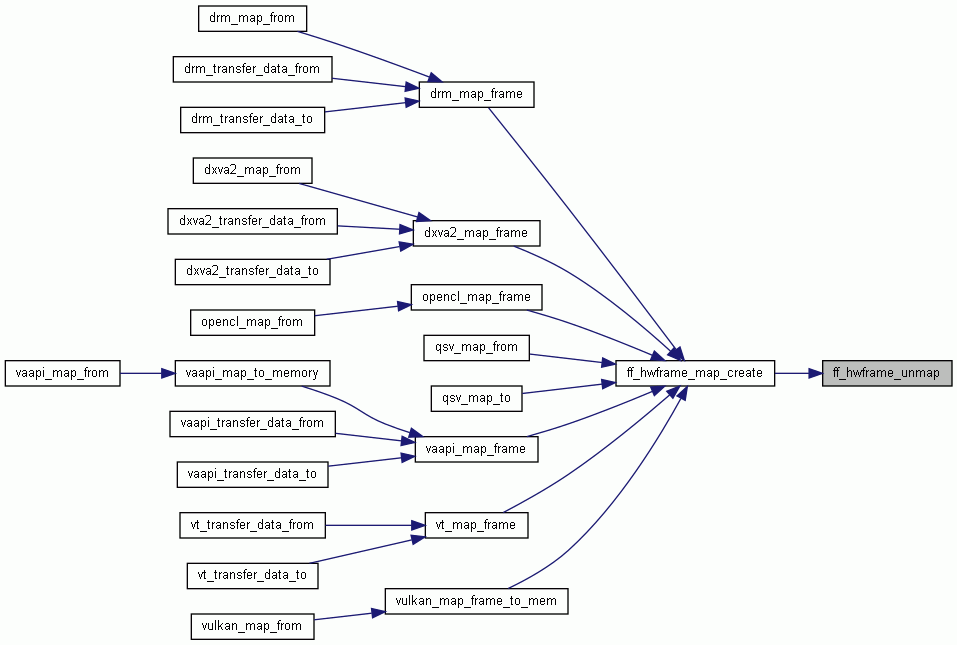 drm_map_from
drm_transfer_data_from
drm_map_frame
drm_transfer_data_to
dxva2_map_from
dxva2_transfer_data_from
dxva2_map_frame
dxva2_transfer_data_to
opencl_map_frame
opencl_map_from
qsv_map_from
vaapi_map_from
vaapi_map_to_memory
ff_hwframe_map_create
ff_hwframe_unmap
qsv_map_to
vaapi_transfer_data_from
vaapi_map_frame
vaapi_transfer_data_to
vt_transfer_data_from
vt_map_frame
vt_transfer_data_to
vulkan_map_frame_to_mem
vulkan_map_from